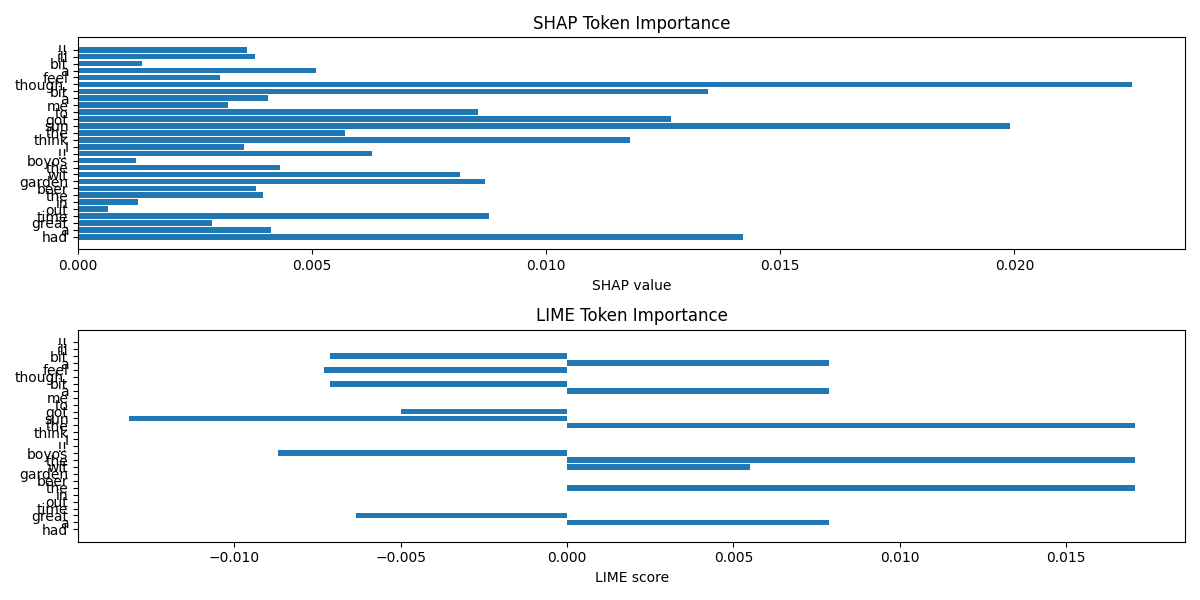 SHAP Token Importance
!!
ill
bit
a
feel
though,
bit
a
me
to
got
sun
the
think
I
!!
boyos
the
wit
garden
beer
the
in
out
time
great
a
had
0.000 0.005 0.010 0.015 0.020
SHAP value
LIME Token Importance
!!
ill
bit
a
feel
though,
bit
a
me
to
got
sun
the
think
I
!!
boyos
the
wit
garden
beer
the
in
out
time
great
a
had
−0.010 −0.005 0.000 0.005 0.010 0.015
LIME score